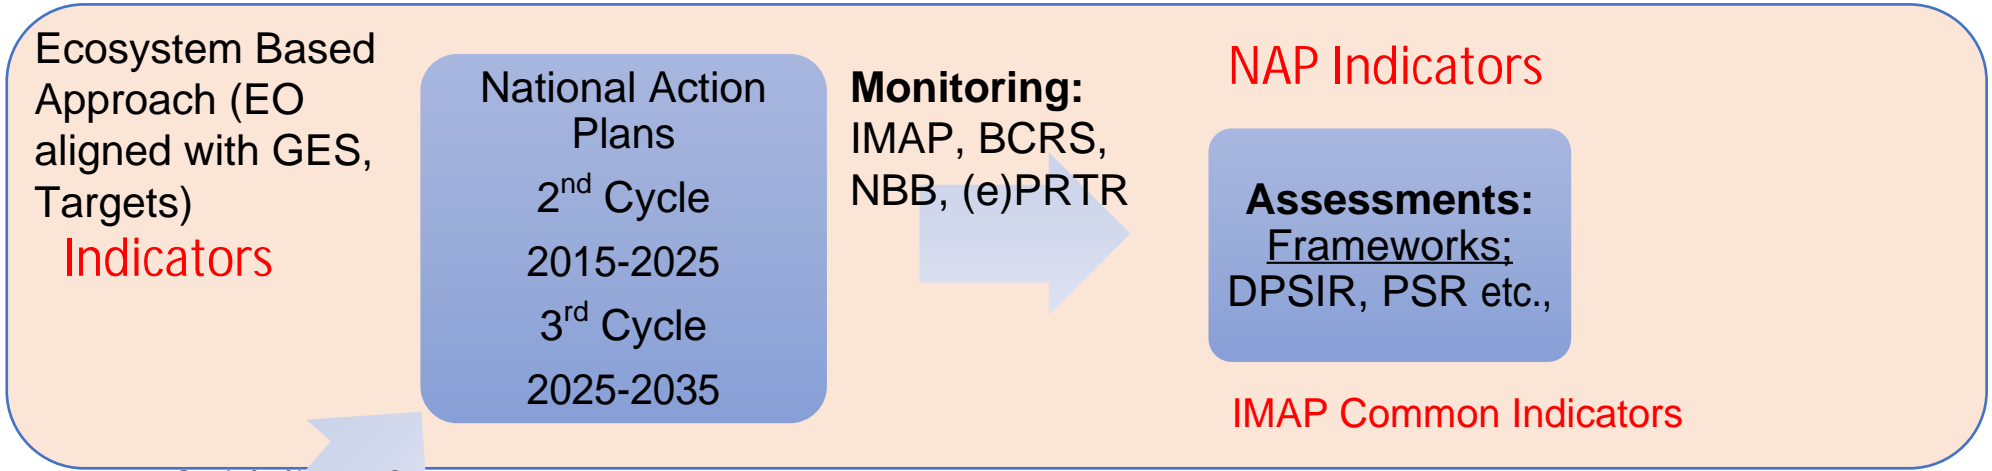 Ecosystem Based
Approach (EO
aligned with GES,
Targets)
Indicators
National Action
Plans
2nd Cycle
2015-2025
3rd Cycle
2025-2035
Monitoring:
IMAP, BCRS,
NBB, (e)PRTR
NAP Indicators
Assessments:
Frameworks;
DPSIR, PSR etc.,
IMAP Common Indicators